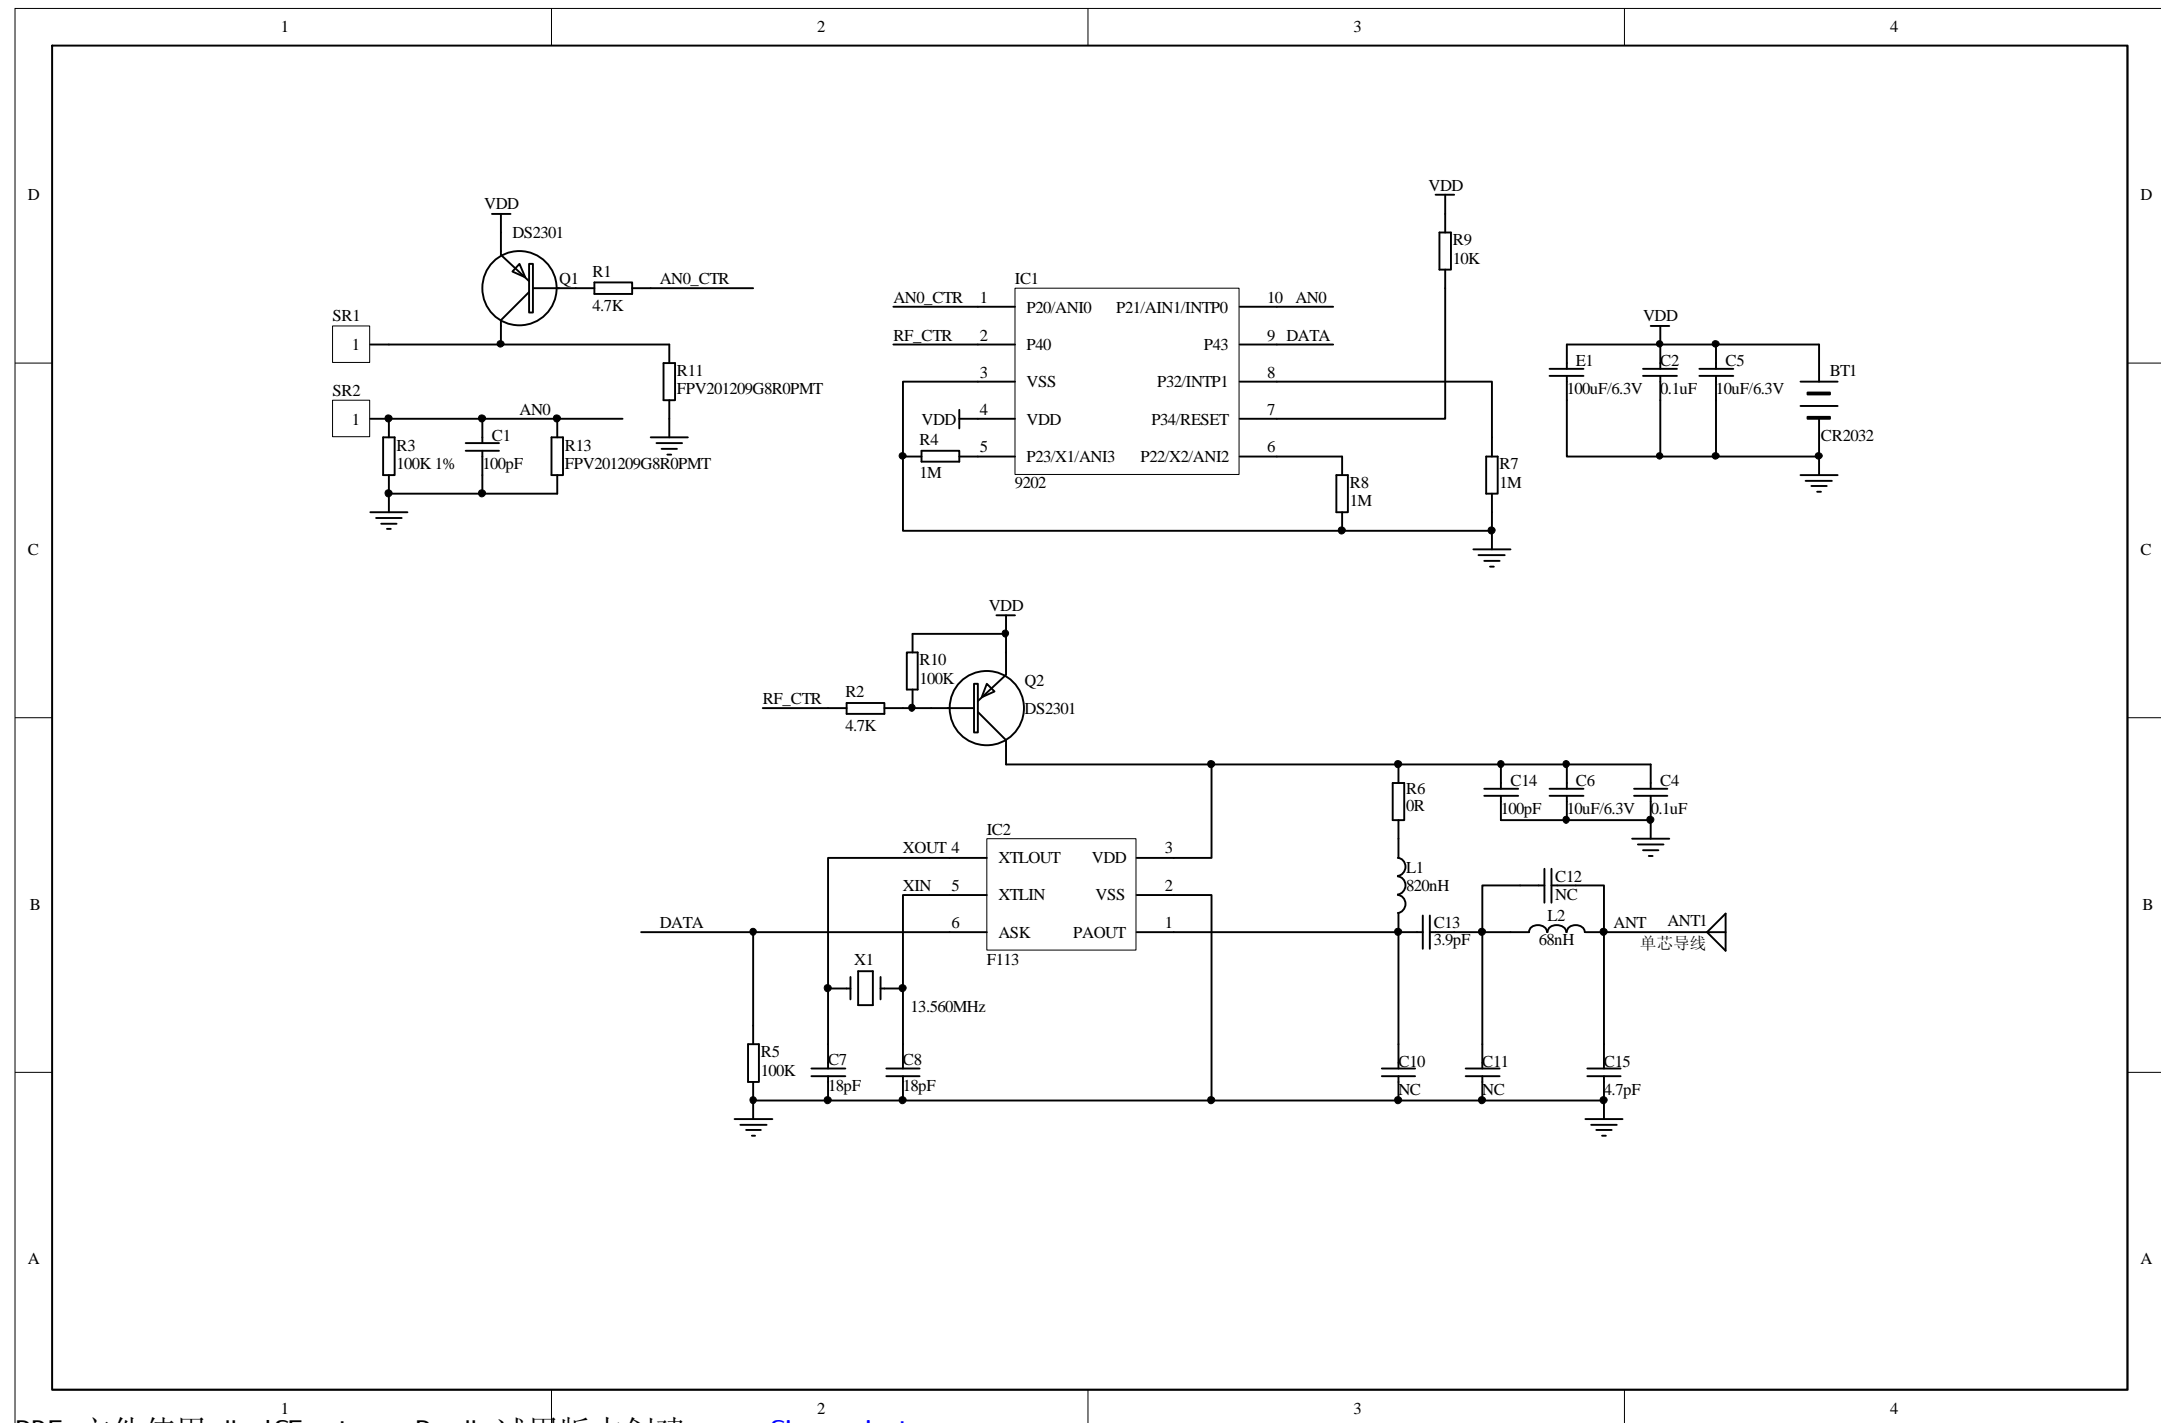 1 2 3 4
D D
VDD
DS2301
Q1
R1
4.7K
AN0_CTR
SR1
1
R11
FPV201209G8R0PMT
SR2
1
AN0
R3
100K 1%
C1
100pF
R13
FPV201209G8R0PMT
VDD
R9
10K
IC1
AN0_CTR 1 P20/ANI0 P21/AIN1/INTP0 10 AN0
RF_CTR 2 P40 P43 9 DATA
3 VSS P32/INTP1 8
VDD 4 VDD P34/RESET 7
R4
1M
5 P23/X1/ANI3 P22/X2/ANI2 6
9202
R8
1M
R7
1M
VDD
E1
100uF/6.3V
C2
0.1uF
C5
10uF/6.3V
BT1
CR2032
C C
VDD
R10
100K
Q2
DS2301
RF_CTR
R2
4.7K
R6
0R
C14
100pF
C6
10uF/6.3V
C4
0.1uF
IC2
XOUT 4 XTLOUT VDD 3
XIN 5 XTLIN VSS 2
DATA 6 ASK PAOUT 1
F113
L1
820nH
C13
3.9pF
C12
NC
L2
68nH
ANT
ANT1
单芯导线
B B
X1
13.560MHz
R5
100K
C7
18pF
C8
18pF
C10
NC
C11
NC
C15
4.7pF
A A
1 2 3 4